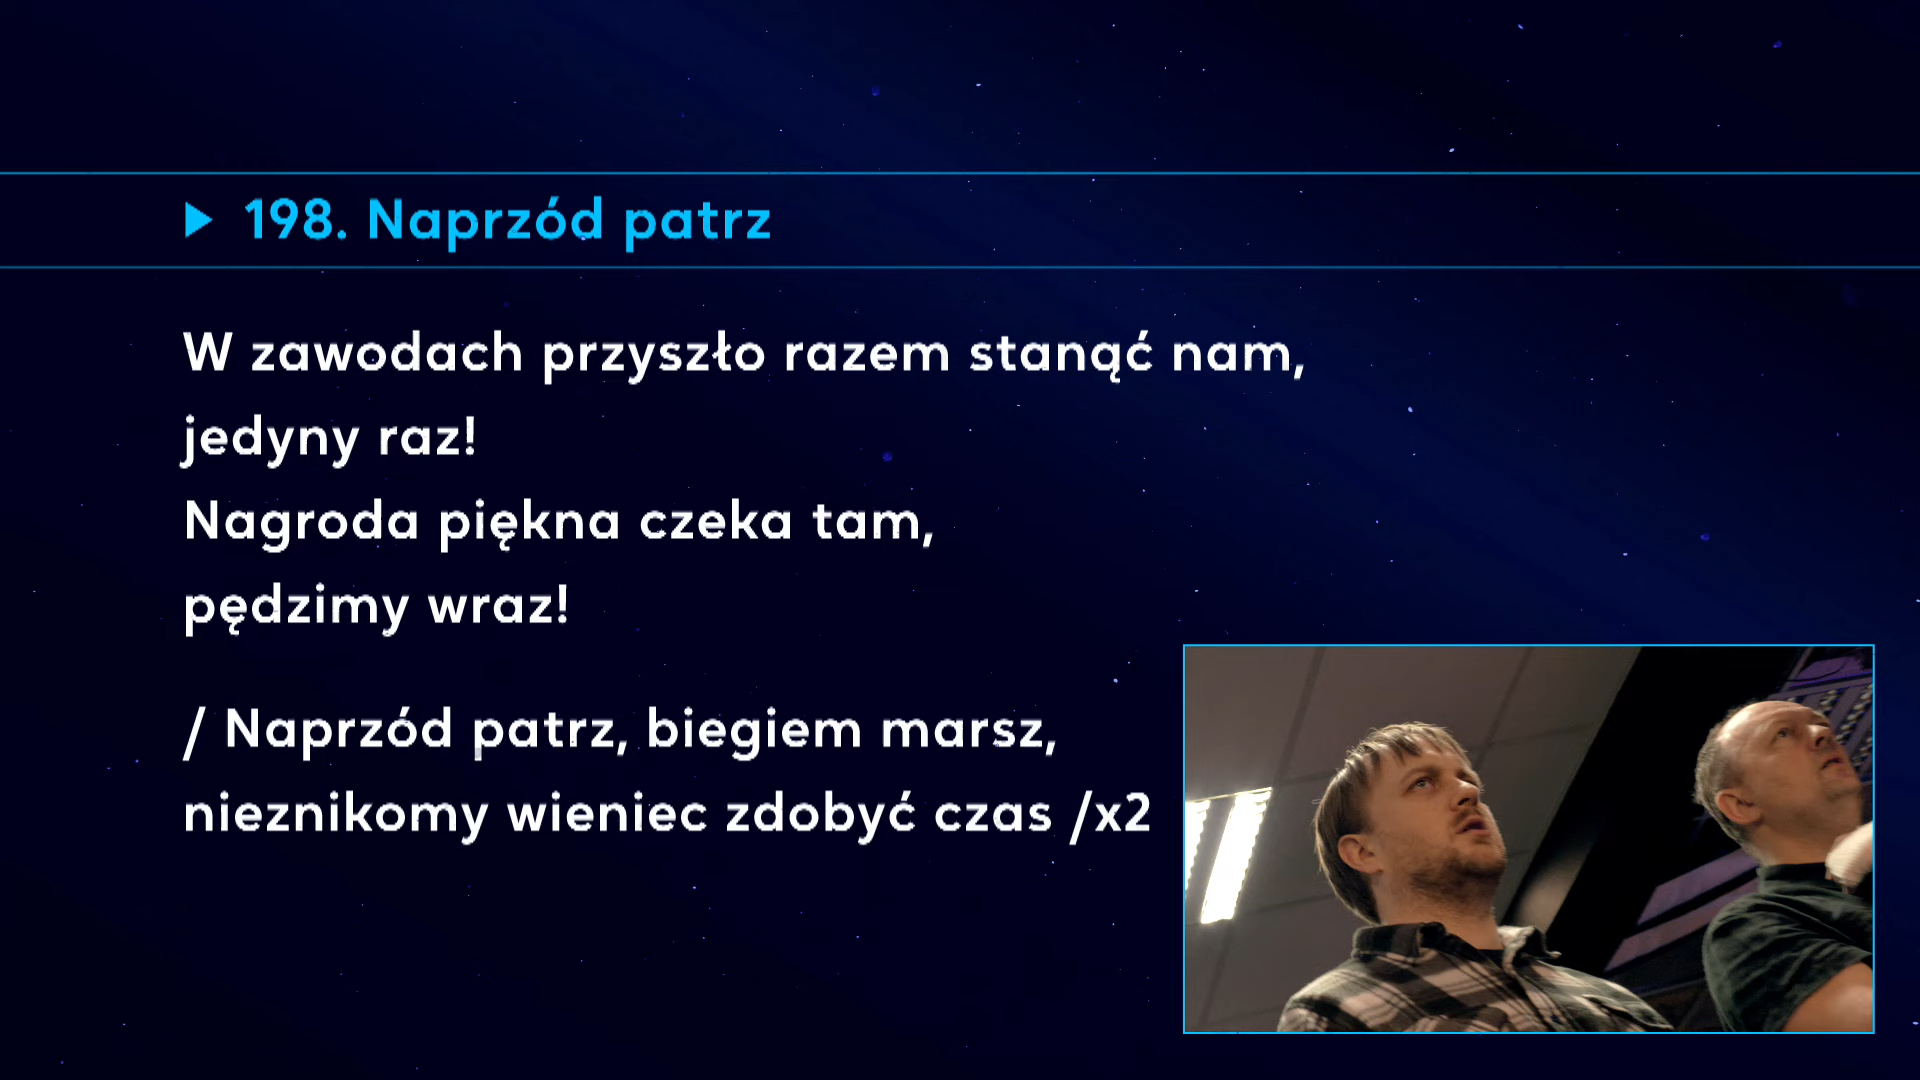 198. Naprzód patrz
W zawodach przyszło razem stanąć nam,
jedyny raz!
Nagroda piękna czeka tam,
pędzimy wraz!
/ Naprzód patrz, biegiem marsz,
nieznikomy wieniec zdobyć czas /x2